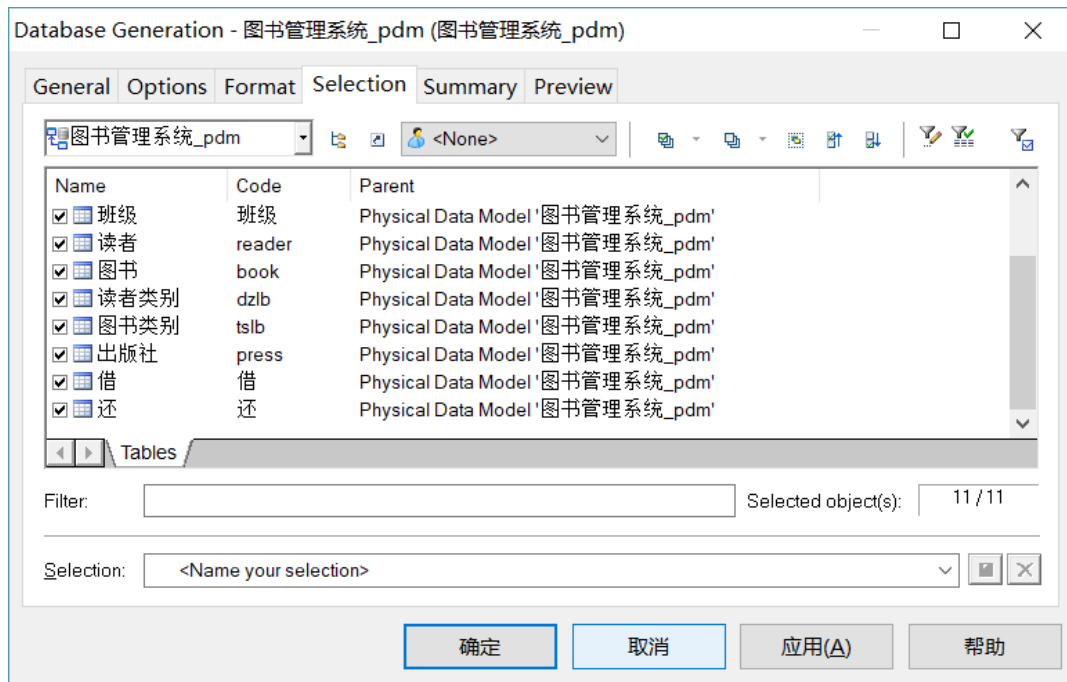 Database Generation - 图书管理系统_pdm (图书管理系统_pdm)
General Options Format Selection Summary Preview
图书管理系统_pdm <None>
Name Code Parent
班级 班级 Physical Data Model '图书管理系统_pdm'
读者 reader Physical Data Model '图书管理系统_pdm'
图书 book Physical Data Model '图书管理系统_pdm'
读者类别 dzlb Physical Data Model '图书管理系统_pdm'
图书类别 tslb Physical Data Model '图书管理系统_pdm'
出版社 press Physical Data Model '图书管理系统_pdm'
借 借 Physical Data Model '图书管理系统_pdm'
还 还 Physical Data Model '图书管理系统_pdm'
Tables
Filter: Selected object(s): 11 / 11
Selection: <Name your selection>
确定 取消 应用(A) 帮助